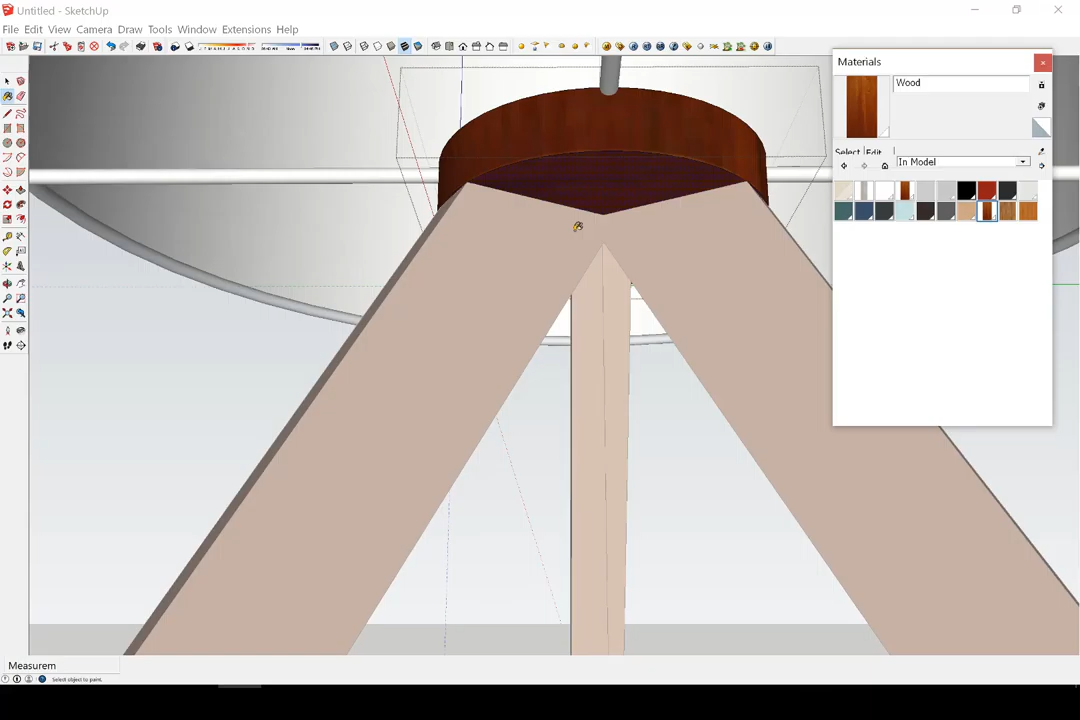 Untitled - SketchUp
File Edit View Camera Draw Tools Window Extensions Help
Materials
Wood
Select Edit
In Model
Measurem
Select object to paint.